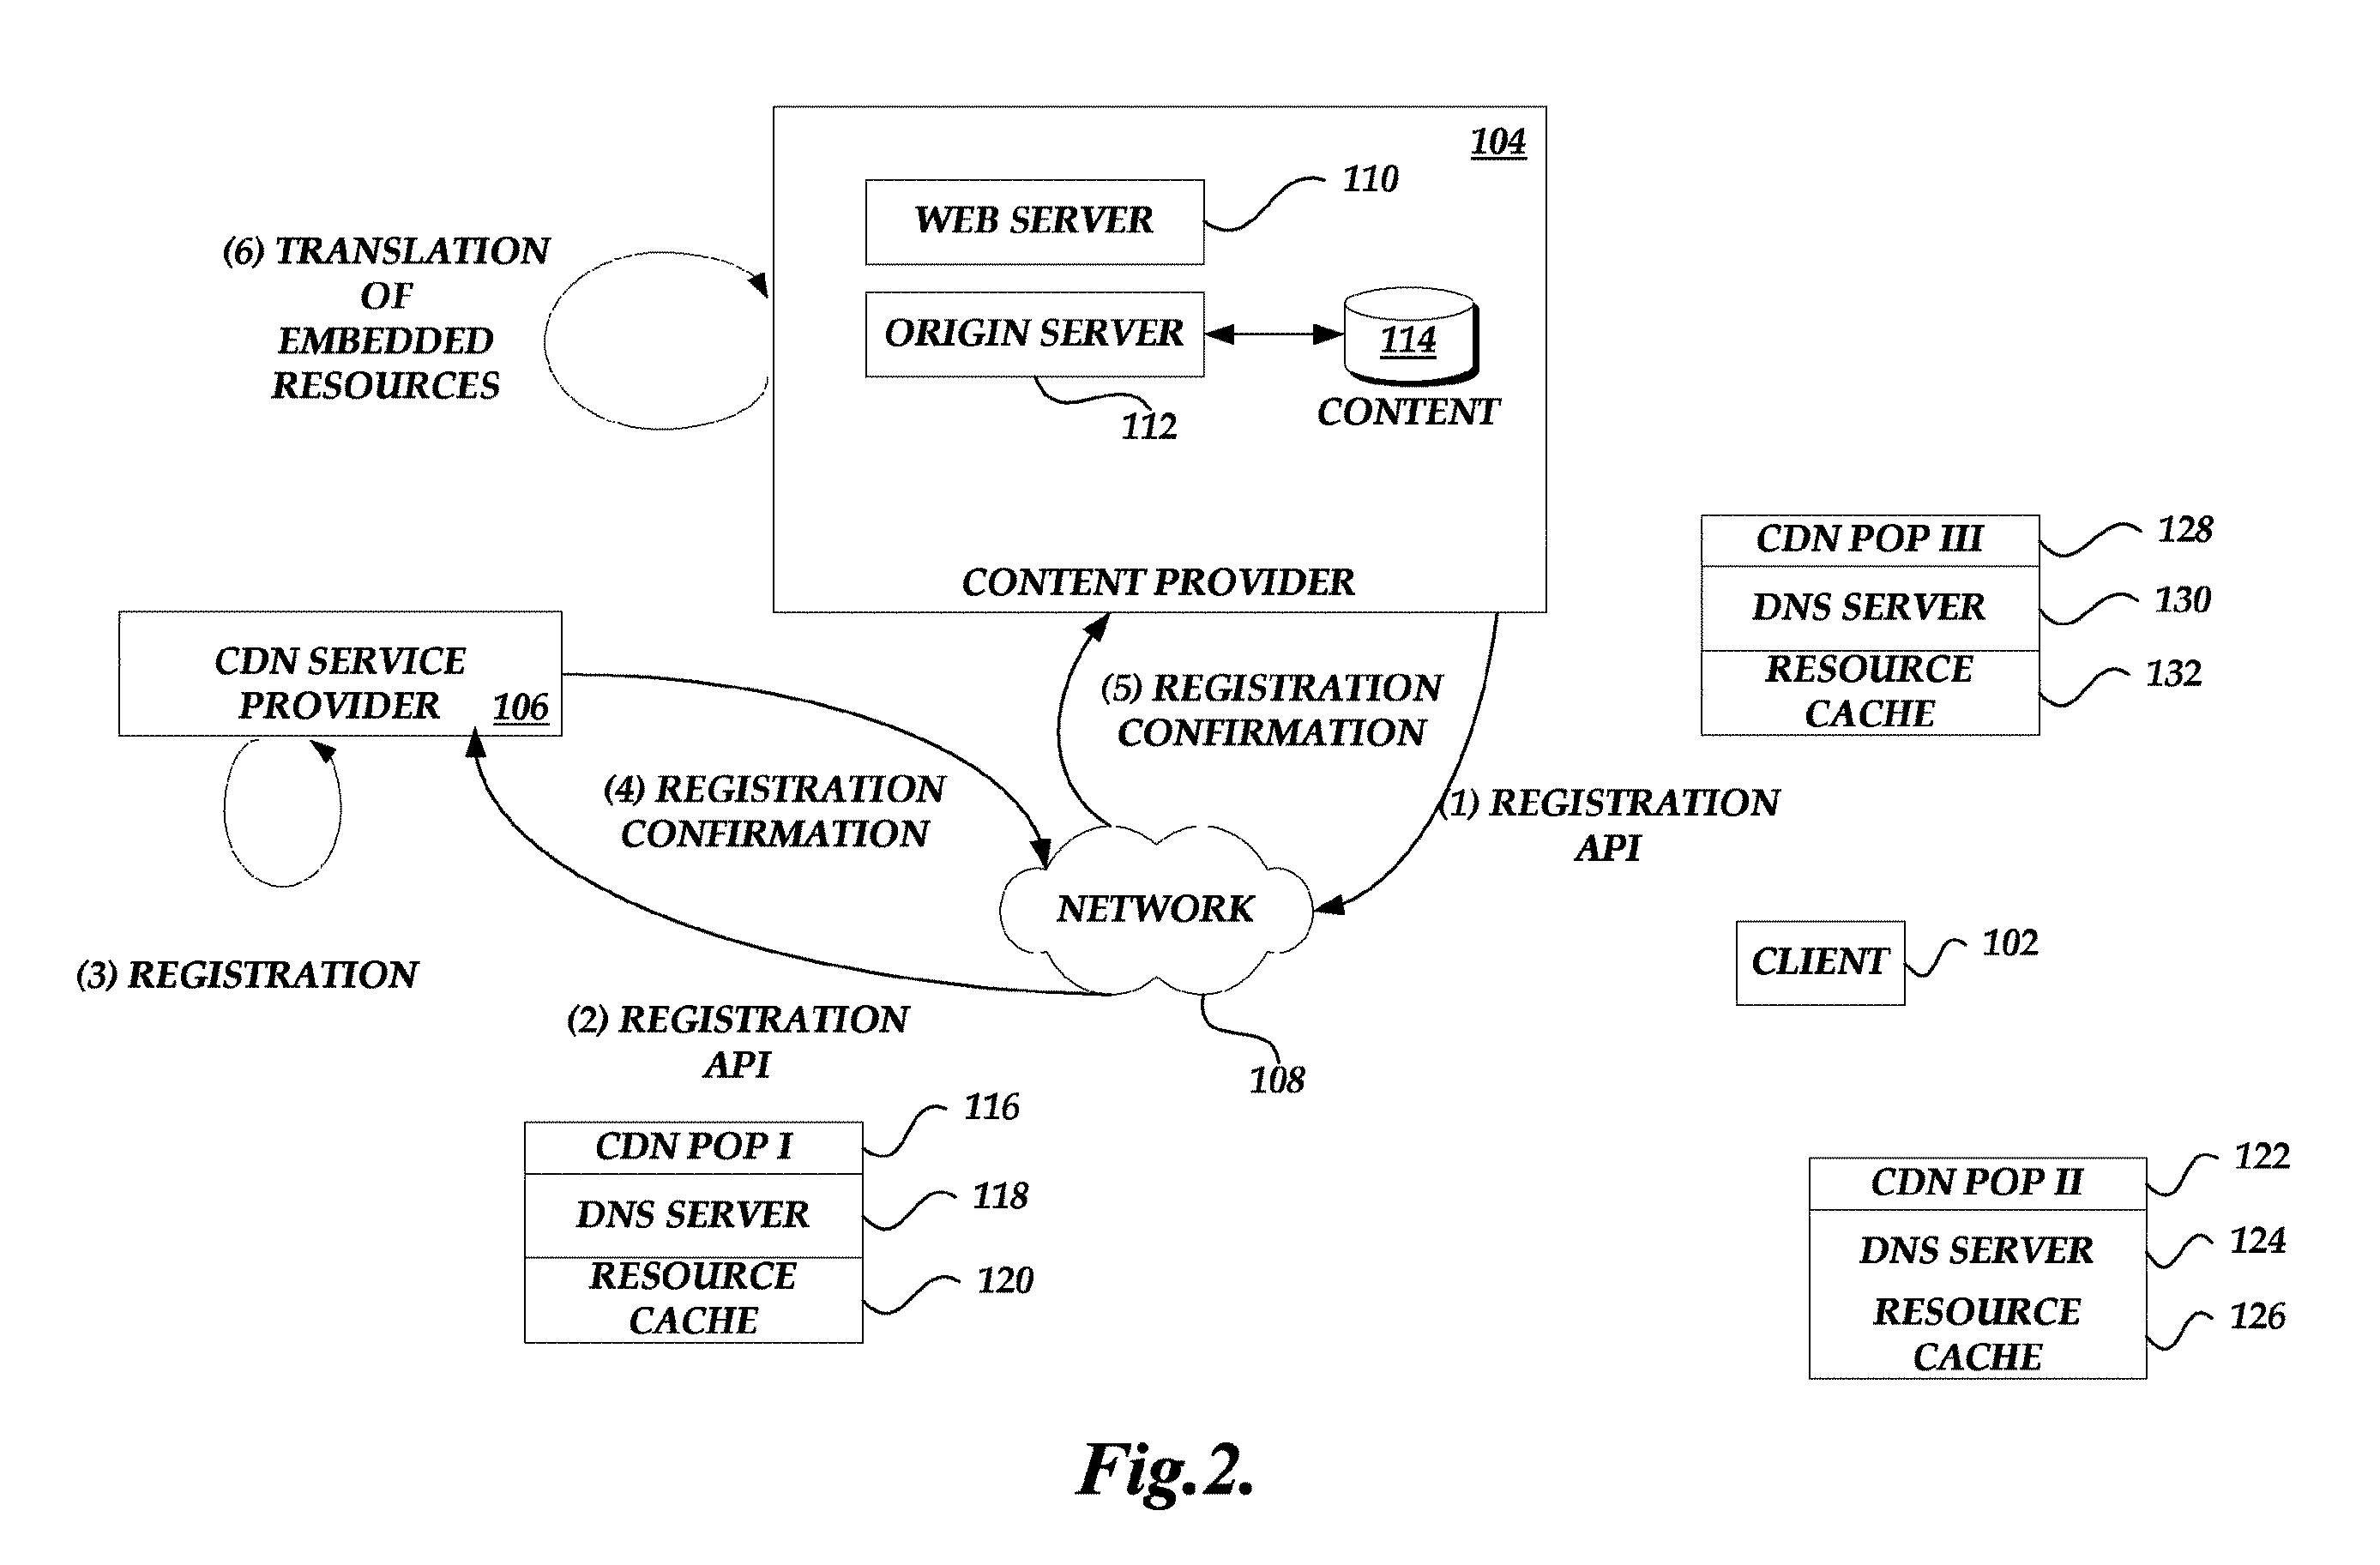 104
110
WEB SERVER
(6) TRANSLATION
OF
EMBEDDED
RESOURCES
ORIGIN SERVER
114
CONTENT
112
CONTENT PROVIDER
CDN POP III
128
DNS SERVER
130
RESOURCE
CACHE
132
CDN SERVICE
PROVIDER
106
(5) REGISTRATION
CONFIRMATION
(4) REGISTRATION
CONFIRMATION
(1) REGISTRATION
API
NETWORK
CLIENT
102
(3) REGISTRATION
(2) REGISTRATION
API
108
CDN POP I
116
DNS SERVER
118
RESOURCE
CACHE
120
CDN POP II
122
DNS SERVER
124
RESOURCE
CACHE
126
Fig.2.